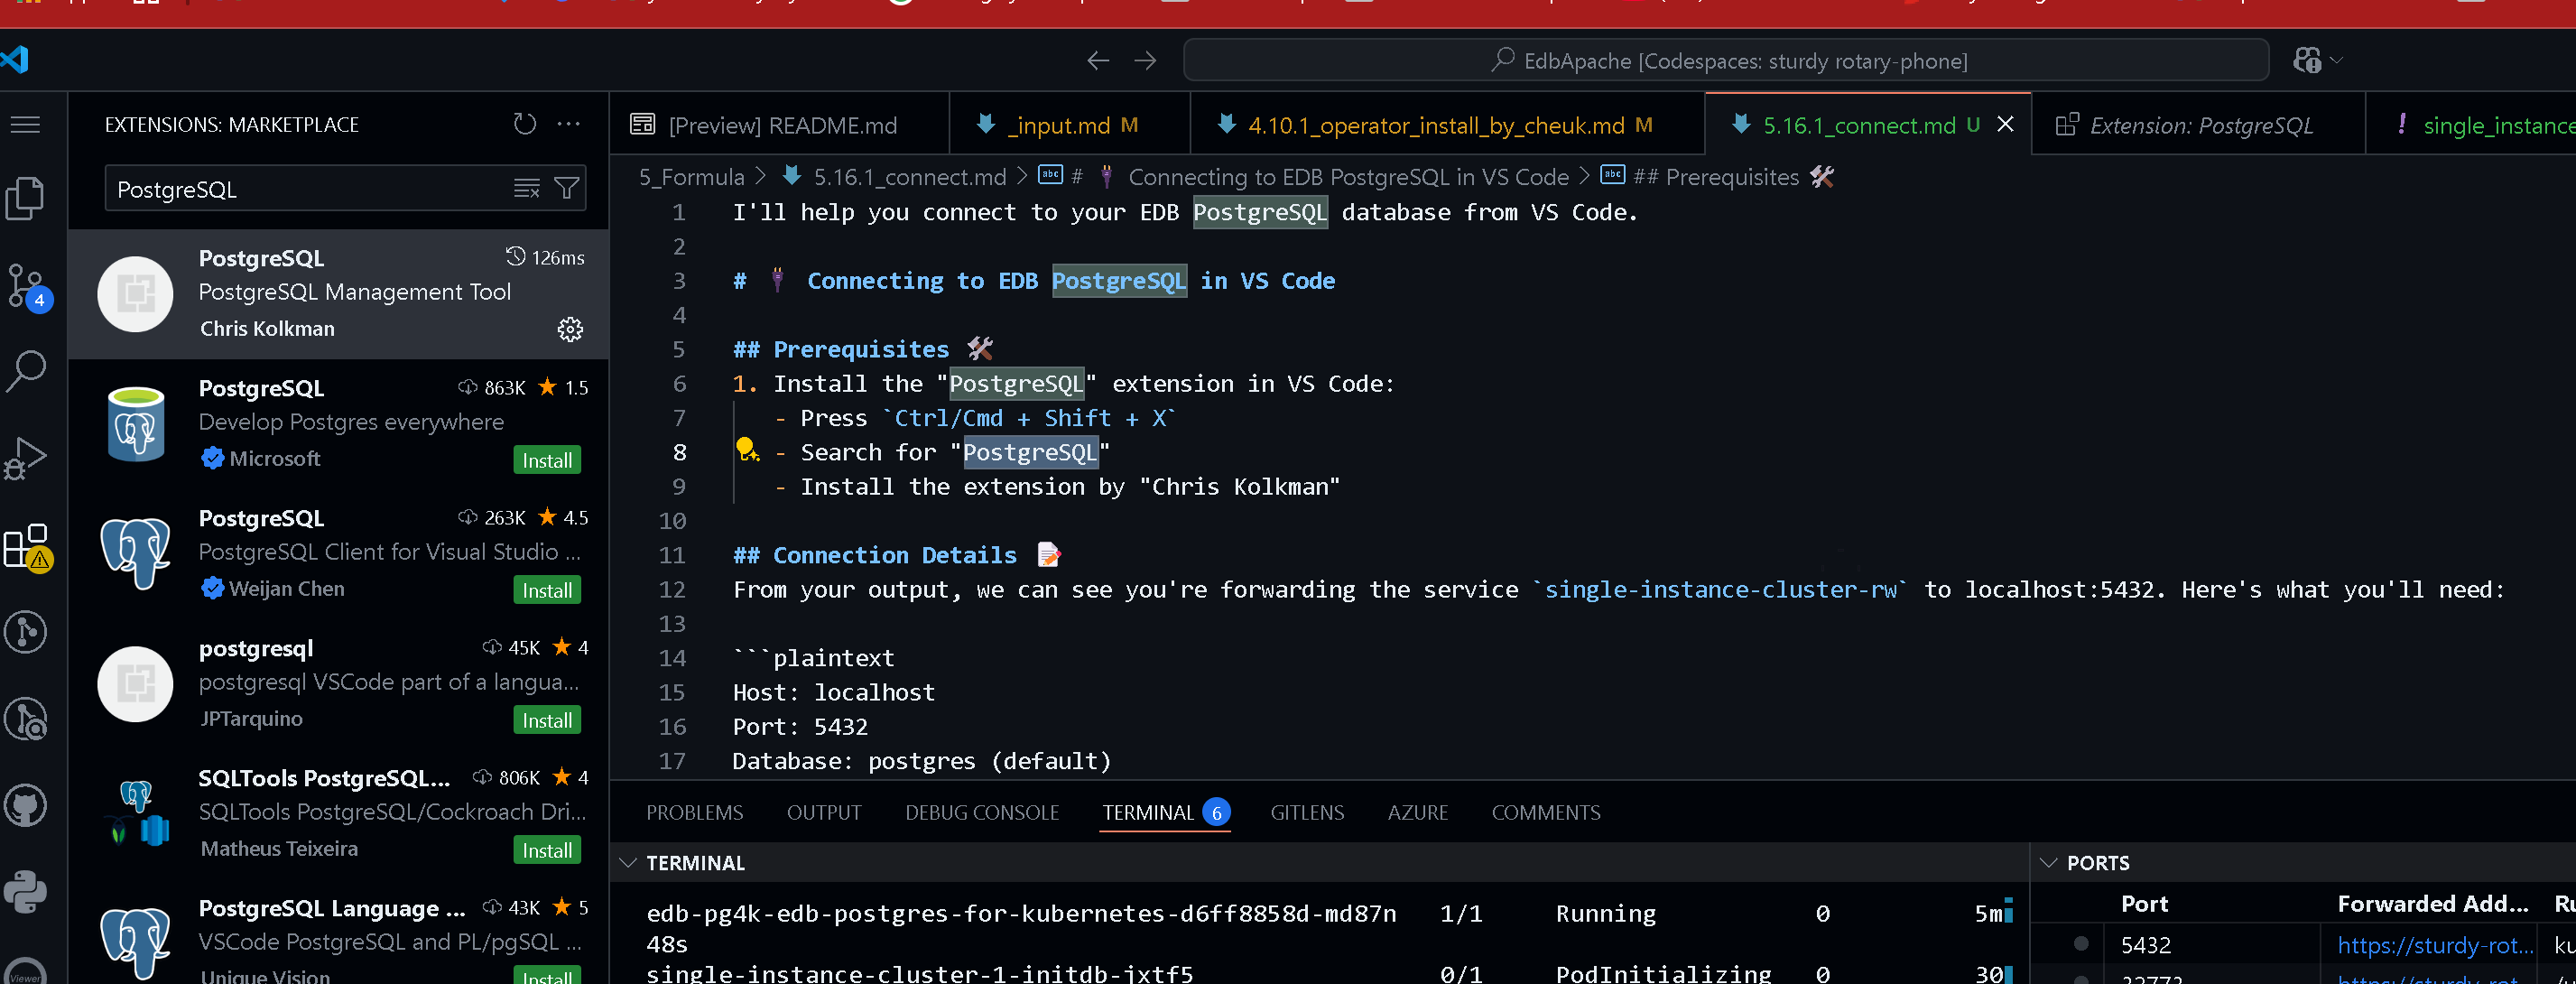 EdbApache [Codespaces: sturdy rotary-phone]
EXTENSIONS: MARKETPLACE
PostgreSQL
PostgreSQL 126ms
PostgreSQL Management Tool
Chris Kolkman
PostgreSQL 863K 1.5
Develop Postgres everywhere
Microsoft Install
PostgreSQL 263K 4.5
PostgreSQL Client for Visual Studio ...
Weijan Chen Install
postgresql 45K 4
postgresql VSCode part of a langua...
JPTarquino Install
SQLTools PostgreSQL... 806K 4
SQLTools PostgreSQL/Cockroach Dri...
Matheus Teixeira Install
PostgreSQL Language ... 43K 5
VSCode PostgreSQL and PL/pgSQL ...
Unique Vision Install
4
Viewer
[Preview] README.md
_input.md M
4.10.1_operator_install_by_cheuk.md M
5.16.1_connect.md U
Extension: PostgreSQL
! single_instance
5_Formula > 5.16.1_connect.md > abc # 🔌 Connecting to EDB PostgreSQL in VS Code > abc ## Prerequisites 🛠️
1 I'll help you connect to your EDB PostgreSQL database from VS Code.
2
3 # 🔌 Connecting to EDB PostgreSQL in VS Code
4
5 ## Prerequisites 🛠️
6 1. Install the "PostgreSQL" extension in VS Code:
7 - Press `Ctrl/Cmd + Shift + X`
8 - Search for "PostgreSQL"
9 - Install the extension by "Chris Kolkman"
10
11 ## Connection Details 📝
12 From your output, we can see you're forwarding the service `single-instance-cluster-rw` to localhost:5432. Here's what you'll need:
13
14 ```plaintext
15 Host: localhost
16 Port: 5432
17 Database: postgres (default)
PROBLEMS OUTPUT DEBUG CONSOLE TERMINAL 6 GITLENS AZURE COMMENTS
TERMINAL
edb-pg4k-edb-postgres-for-kubernetes-d6ff8858d-md87n 1/1 Running 0 5m
48s
single-instance-cluster-1-initdb-jxtf5 0/1 PodInitializing 0 30
PORTS
Port Forwarded Add...
5432 https://sturdy-rot... ku